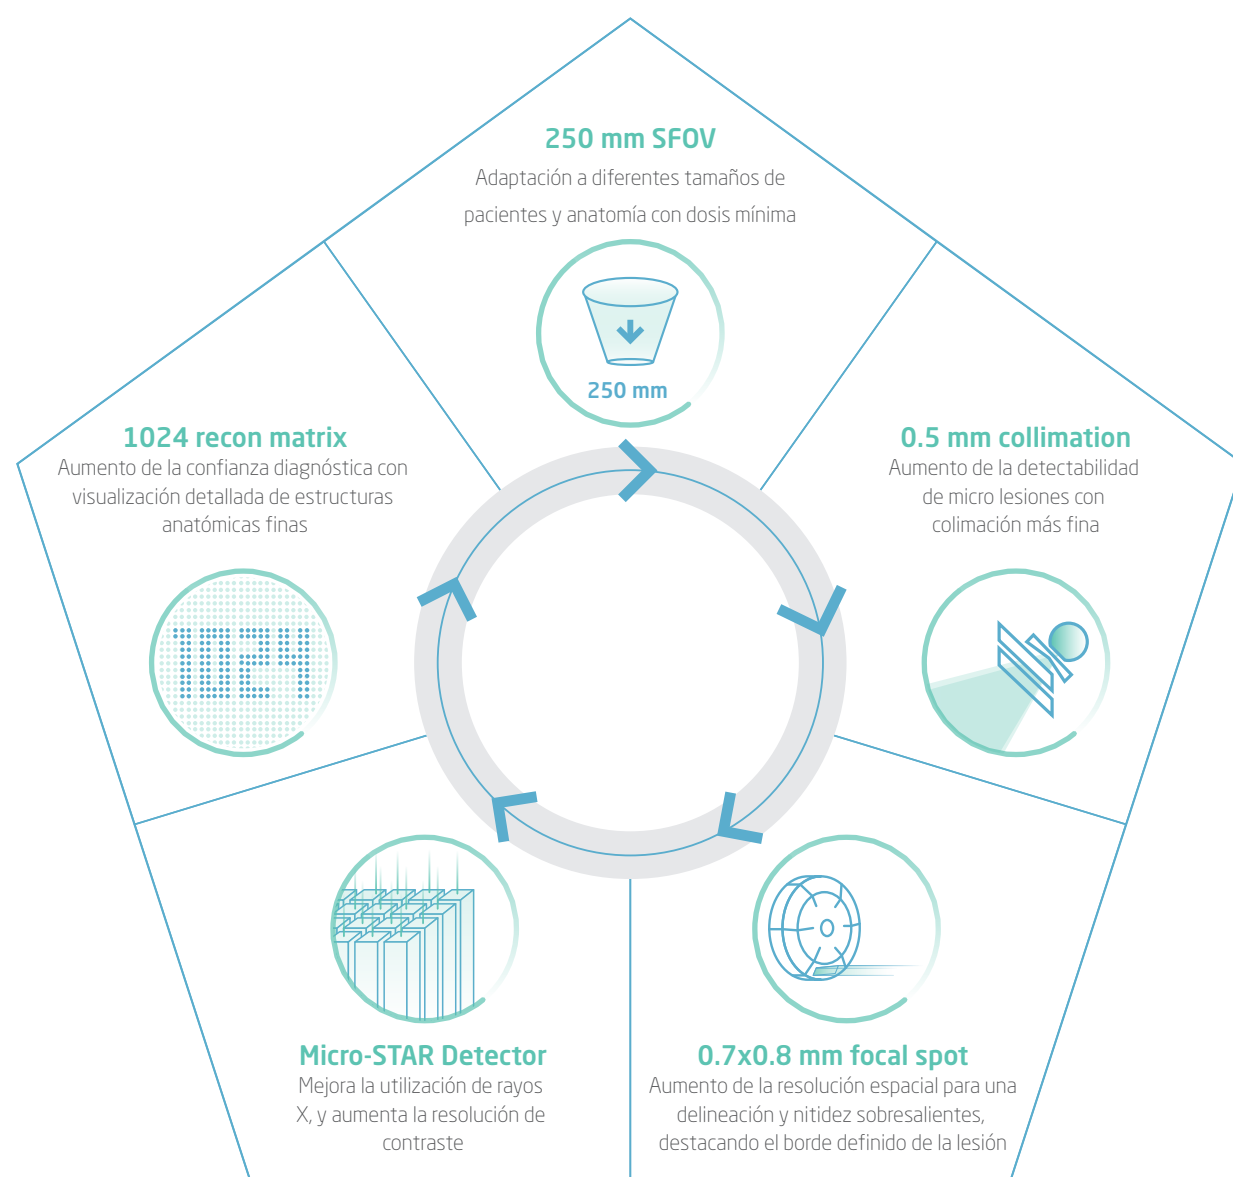 250 mm SFOV
Adaptación a diferentes tamaños de
pacientes y anatomía con dosis mínima
250 mm
1024 recon matrix
Aumento de la confianza diagnóstica con
visualización detallada de estructuras
anatómicas finas
1024
0.5 mm collimation
Aumento de la detectabilidad
de micro lesiones con
colimación más fina
Micro-STAR Detector
Mejora la utilización de rayos
X, y aumenta la resolución de
contraste
0.7x0.8 mm focal spot
Aumento de la resolución espacial para una
delineación y nitidez sobresalientes,
destacando el borde definido de la lesión